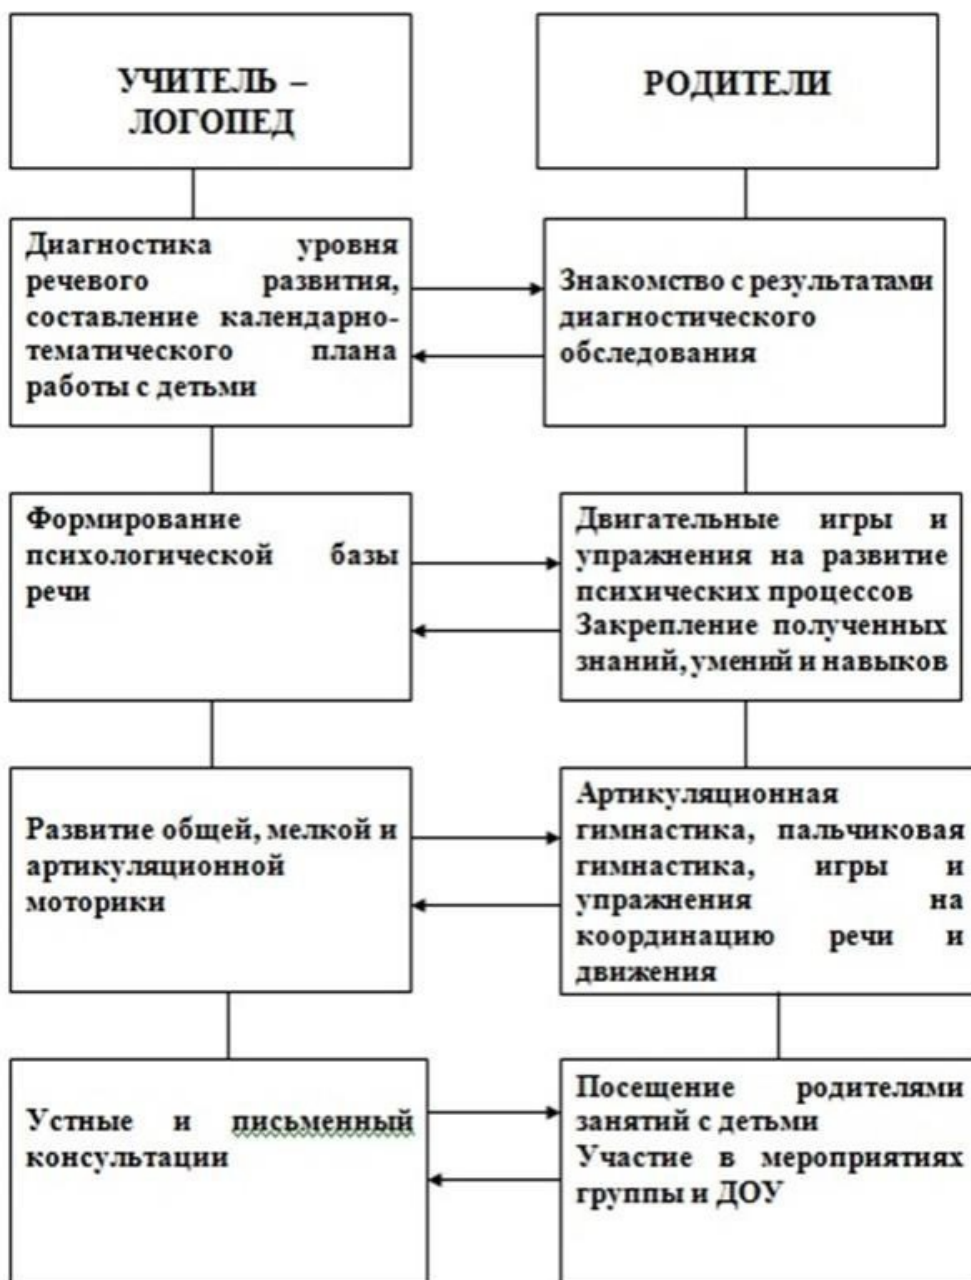 УЧИТЕЛЬ –
ЛОГОПЕД
РОДИТЕЛИ
Диагностика уровня
речевого развития,
составление календарно-
тематического плана
работы с детьми
Знакомство с результатами
диагностического
обследования
Формирование
психологической базы
речи
Двигательные игры и
упражнения на развитие
психических процессов
Закрепление полученных
знаний, умений и навыков
Развитие общей, мелкой и
артикуляционной
моторики
Артикуляционная
гимнастика, пальчиковая
гимнастика, игры и
упражнения на
координацию речи и
движения
Устные и письменный
консультации
Посещение родителями
занятий с детьми
Участие в мероприятиях
группы и ДОУ